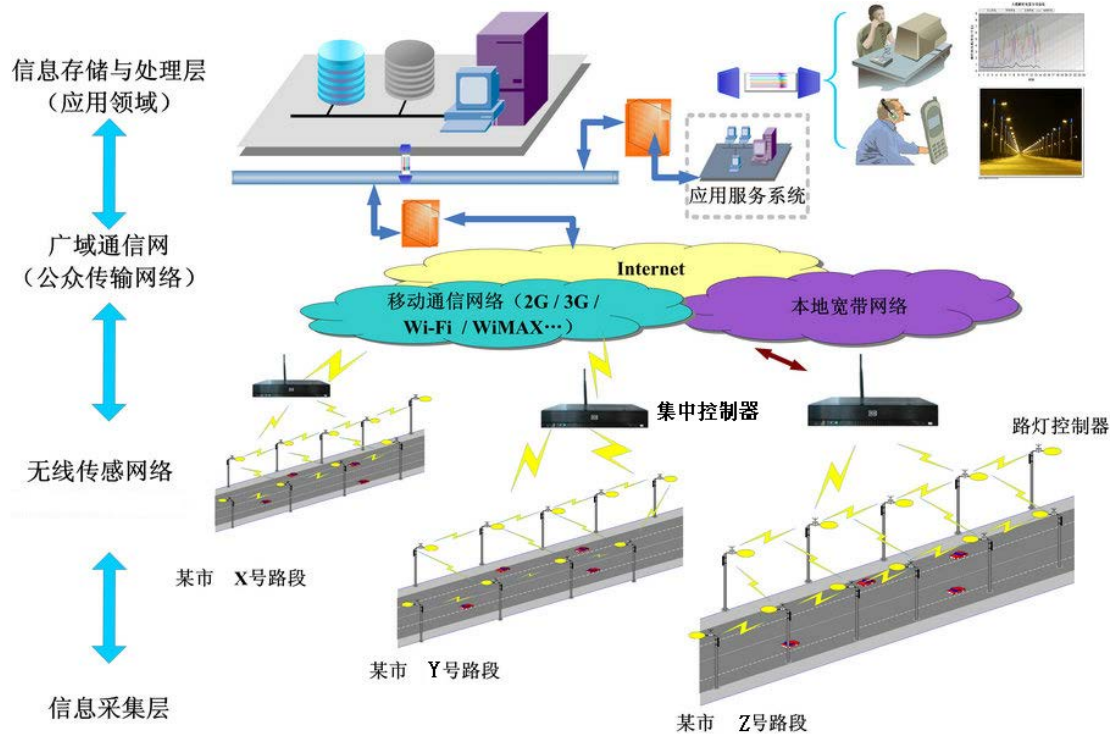 信息存储与处理层
（应用领域）
应用服务系统
广域通信网
（公众传输网络）
Internet
移动通信网络（2G / 3G /
Wi-Fi / WiMAX…）
本地宽带网络
集中控制器
路灯控制器
无线传感网络
某市 X号路段
某市 Y号路段
某市 Z号路段
信息采集层